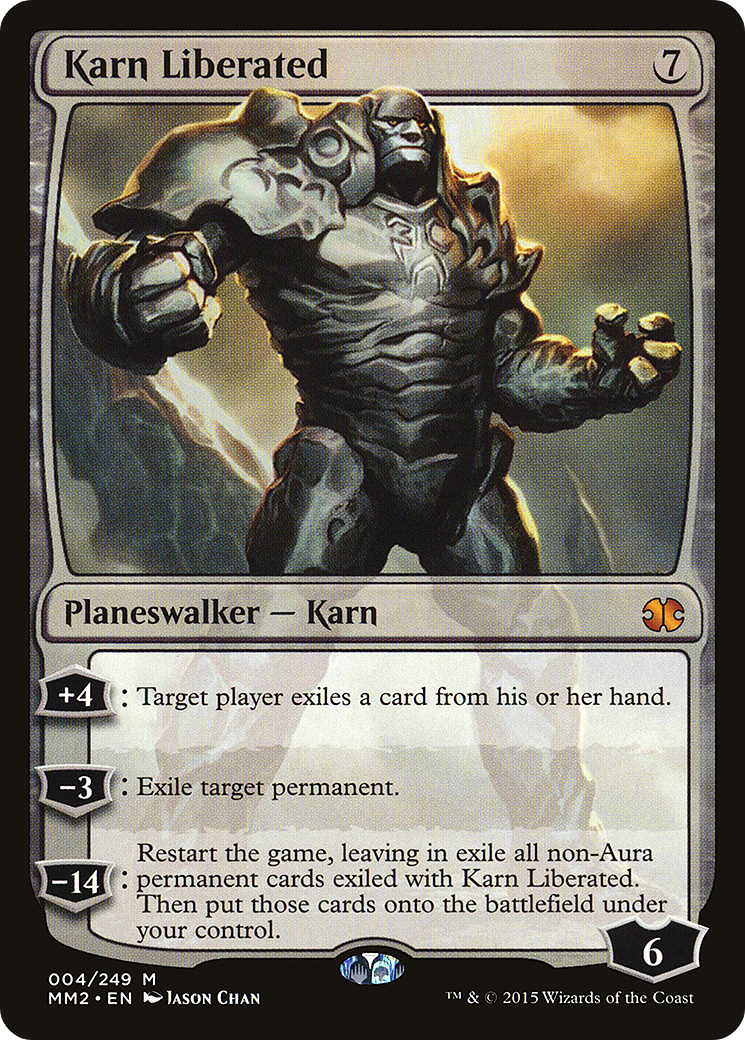 Karn Liberated 7
Planeswalker — Karn
+4 : Target player exiles a card from his or her hand.
−3 : Exile target permanent.
Restart the game, leaving in exile all non-Aura
−14 : permanent cards exiled with Karn Liberated.
Then put those cards onto the battlefield under
your control.
6
004/249 M
MM2 • EN Jason Chan
™ & © 2015 Wizards of the Coast